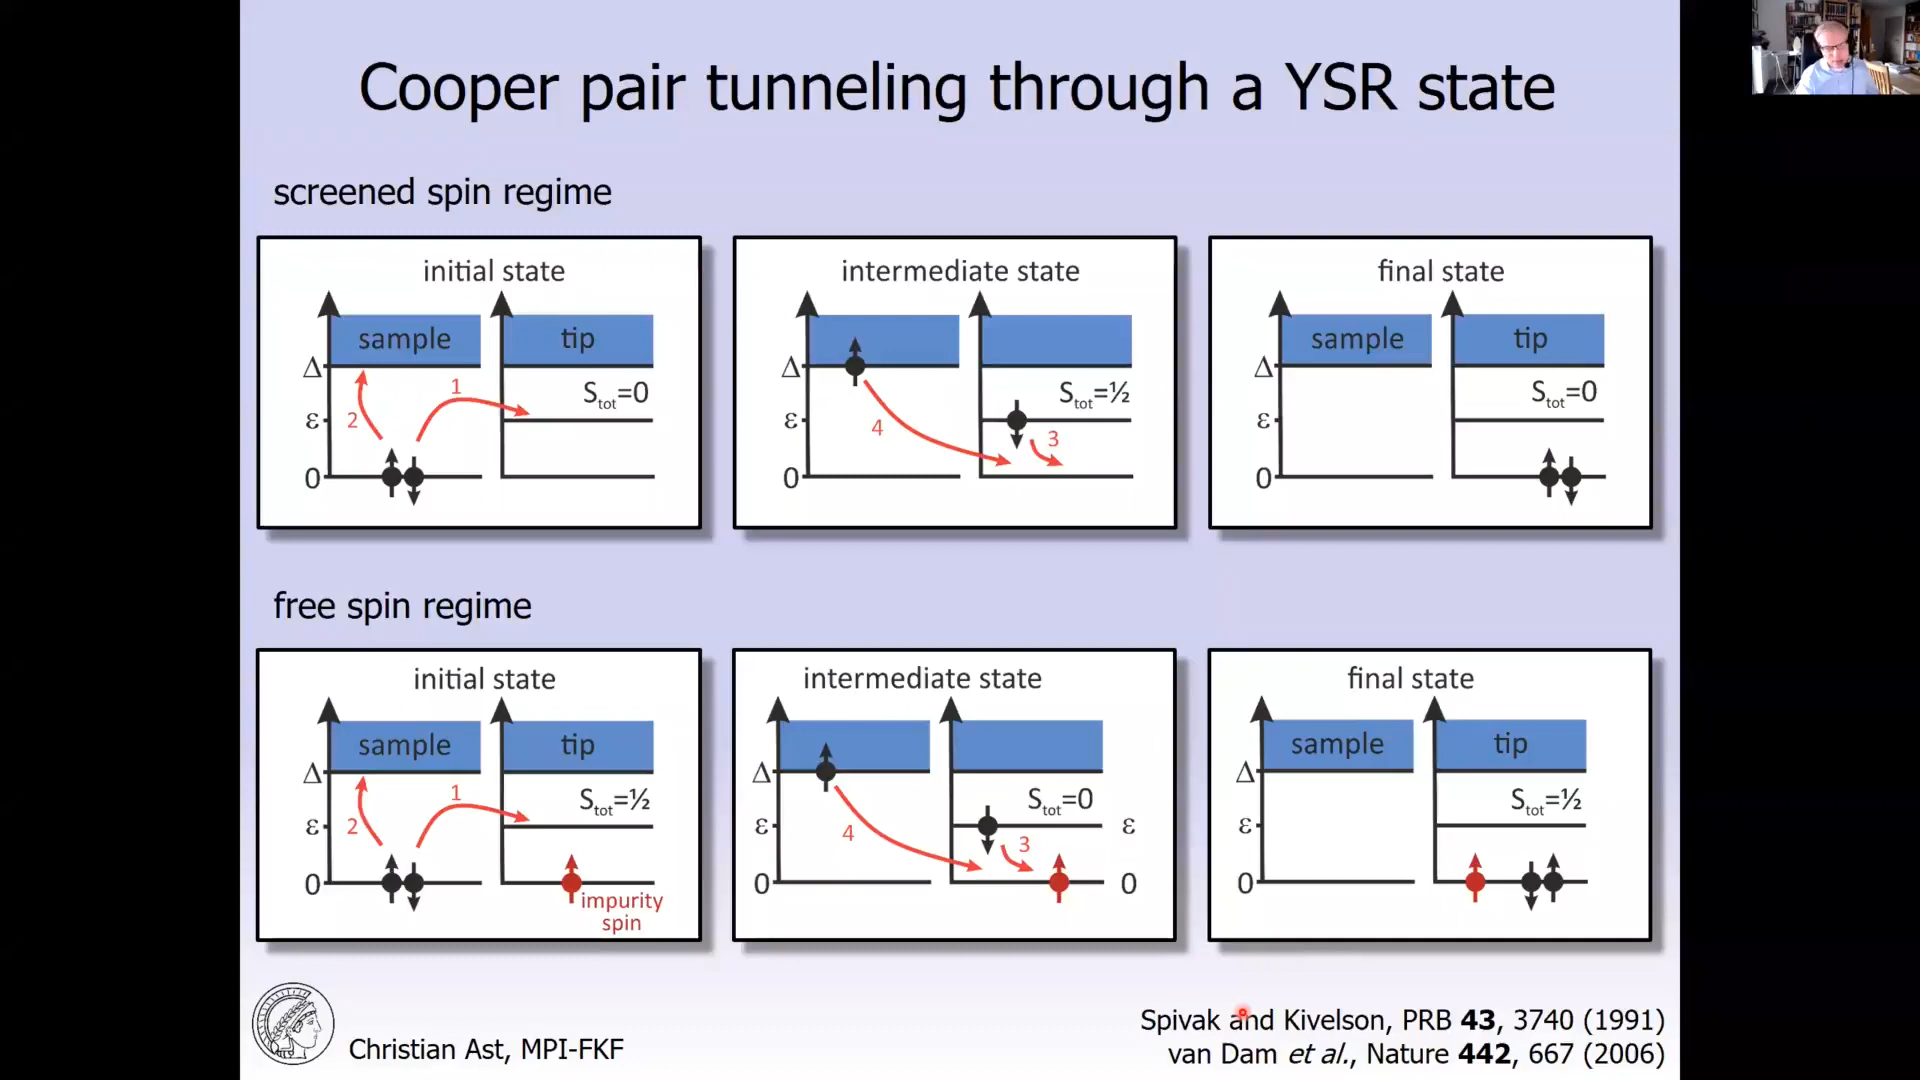 Cooper pair tunneling through a YSR state
screened spin regime
initial state
sample
tip
Δ
ε
0
1
2
Stot=0
intermediate state
Δ
ε
0
4
3
Stot=½
final state
sample
tip
Δ
ε
0
Stot=0
free spin regime
initial state
sample
tip
Δ
ε
0
1
2
Stot=½
impurity
spin
intermediate state
Δ
ε
0
4
3
Stot=0
ε
0
final state
sample
tip
Δ
ε
0
Stot=½
Christian Ast, MPI-FKF
Spivak and Kivelson, PRB 43, 3740 (1991)
van Dam et al., Nature 442, 667 (2006)